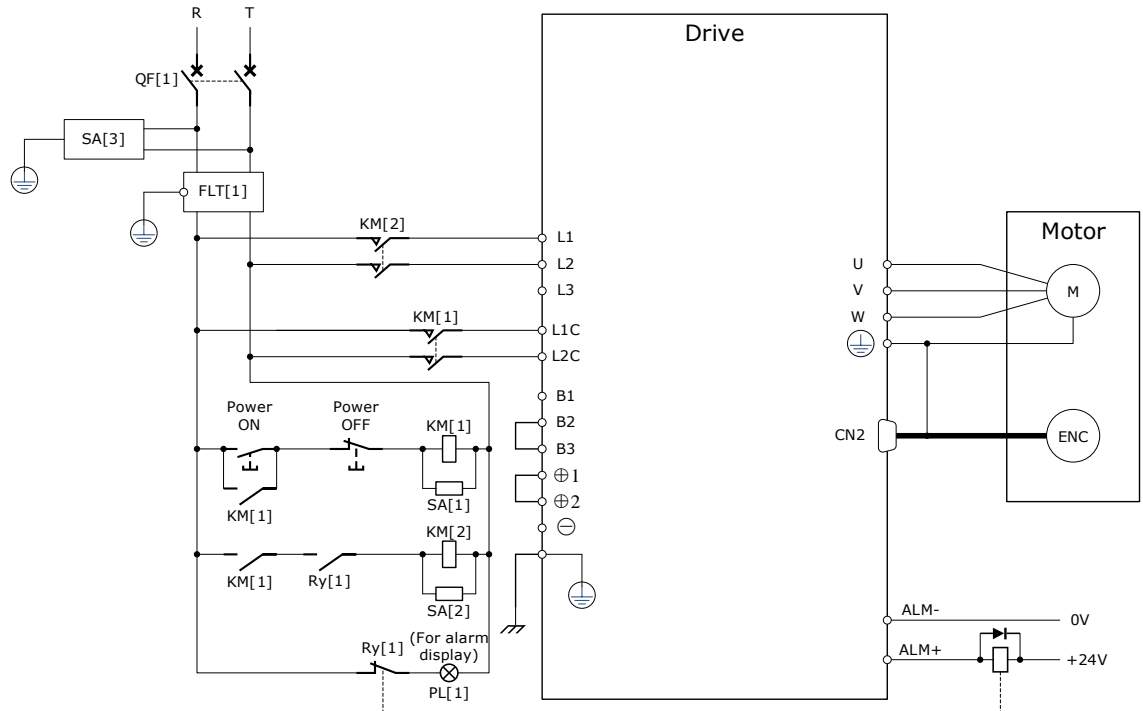 R
T
Drive
QF[1]
SA[3]
FLT[1]
KM[2]
L1
L2
L3
KM[1]
L1C
L2C
U
V
W
Motor
M
B1
Power
ON
Power
OFF
KM[1]
B2
B3
CN2
ENC
⊕1
SA[1]
KM[1]
⊕2
⊖
KM[2]
KM[1]
Ry[1]
SA[2]
ALM-
0V
(For alarm
display)
Ry[1]
PL[1]
ALM+
+24V